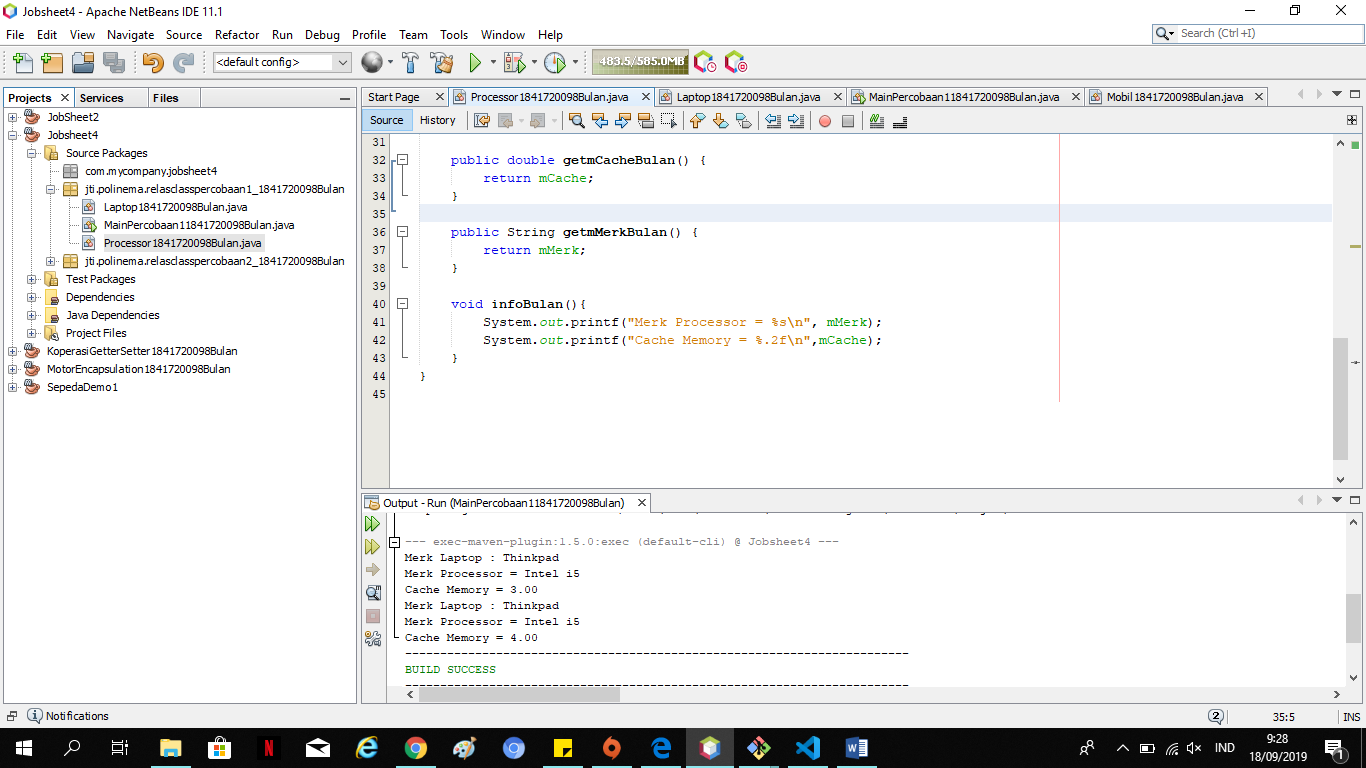 Jobsheet4 - Apache NetBeans IDE 11.1
File Edit View Navigate Source Refactor Run Debug Profile Team Tools Window Help
Search (Ctrl+I)
<default config>
483.5/585.0MB
Projects Services Files
Start Page Processor1841720098Bulan.java Laptop1841720098Bulan.java MainPercobaan11841720098Bulan.java Mobil1841720098Bulan.java
Source History
JobSheet2
Jobsheet4
Source Packages
com.mycompany.jobsheet4
jti.polinema.relasclasspercobaan1_1841720098Bulan
Laptop1841720098Bulan.java
MainPercobaan11841720098Bulan.java
Processor1841720098Bulan.java
jti.polinema.relasclasspercobaan2_1841720098Bulan
Test Packages
Dependencies
Java Dependencies
Project Files
KoperasiGetterSetter1841720098Bulan
MotorEncapsulation1841720098Bulan
SepedaDemo1
31
32 public double getmCacheBulan() {
33 return mCache;
34 }
35
36 public String getmMerkBulan() {
37 return mMerk;
38 }
39
40 void infoBulan(){
41 System.out.printf("Merk Processor = %s\n", mMerk);
42 System.out.printf("Cache Memory = %.2f\n",mCache);
43 }
44 }
45
Output - Run (MainPercobaan11841720098Bulan)
--- exec-maven-plugin:1.5.0:exec (default-cli) @ Jobsheet4 ---
Merk Laptop : Thinkpad
Merk Processor = Intel i5
Cache Memory = 3.00
Merk Laptop : Thinkpad
Merk Processor = Intel i5
Cache Memory = 4.00
------------------------------------------------------------------------
BUILD SUCCESS
------------------------------------------------------------------------
Notifications
2
35:5
INS
IND
9:28
18/09/2019
1